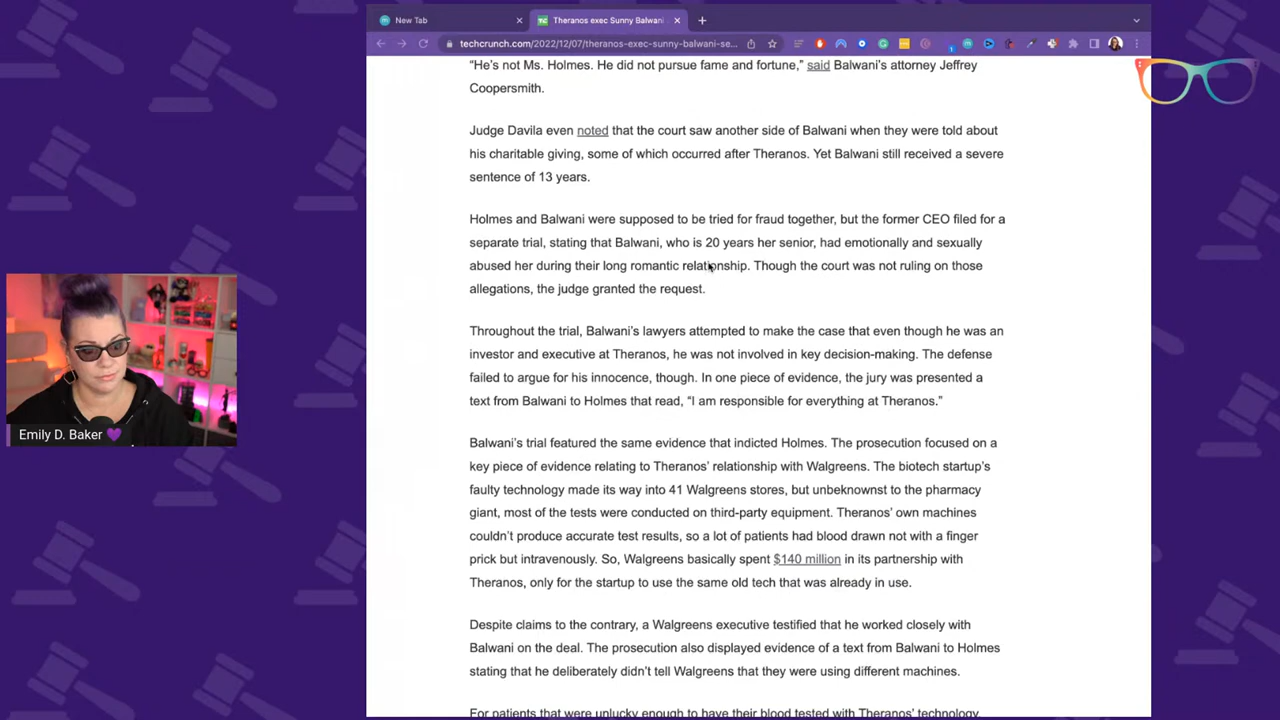 New Tab
Theranos exec Sunny Balwani
techcrunch.com/2022/12/07/theranos-exec-sunny-balwani-se...
“He’s not Ms. Holmes. He did not pursue fame and fortune,” said Balwani’s attorney Jeffrey
Coopersmith.
Judge Davila even noted that the court saw another side of Balwani when they were told about
his charitable giving, some of which occurred after Theranos. Yet Balwani still received a severe
sentence of 13 years.
Holmes and Balwani were supposed to be tried for fraud together, but the former CEO filed for a
separate trial, stating that Balwani, who is 20 years her senior, had emotionally and sexually
abused her during their long romantic relationship. Though the court was not ruling on those
allegations, the judge granted the request.
Throughout the trial, Balwani’s lawyers attempted to make the case that even though he was an
investor and executive at Theranos, he was not involved in key decision-making. The defense
failed to argue for his innocence, though. In one piece of evidence, the jury was presented a
text from Balwani to Holmes that read, “I am responsible for everything at Theranos.”
Balwani’s trial featured the same evidence that indicted Holmes. The prosecution focused on a
key piece of evidence relating to Theranos’ relationship with Walgreens. The biotech startup’s
faulty technology made its way into 41 Walgreens stores, but unbeknownst to the pharmacy
giant, most of the tests were conducted on third-party equipment. Theranos’ own machines
couldn’t produce accurate test results, so a lot of patients had blood drawn not with a finger
prick but intravenously. So, Walgreens basically spent $140 million in its partnership with
Theranos, only for the startup to use the same old tech that was already in use.
Despite claims to the contrary, a Walgreens executive testified that he worked closely with
Balwani on the deal. The prosecution also displayed evidence of a text from Balwani to Holmes
stating that he deliberately didn’t tell Walgreens that they were using different machines.
For patients that were unlucky enough to have their blood tested with Theranos’ technology,
Emily D. Baker 💜